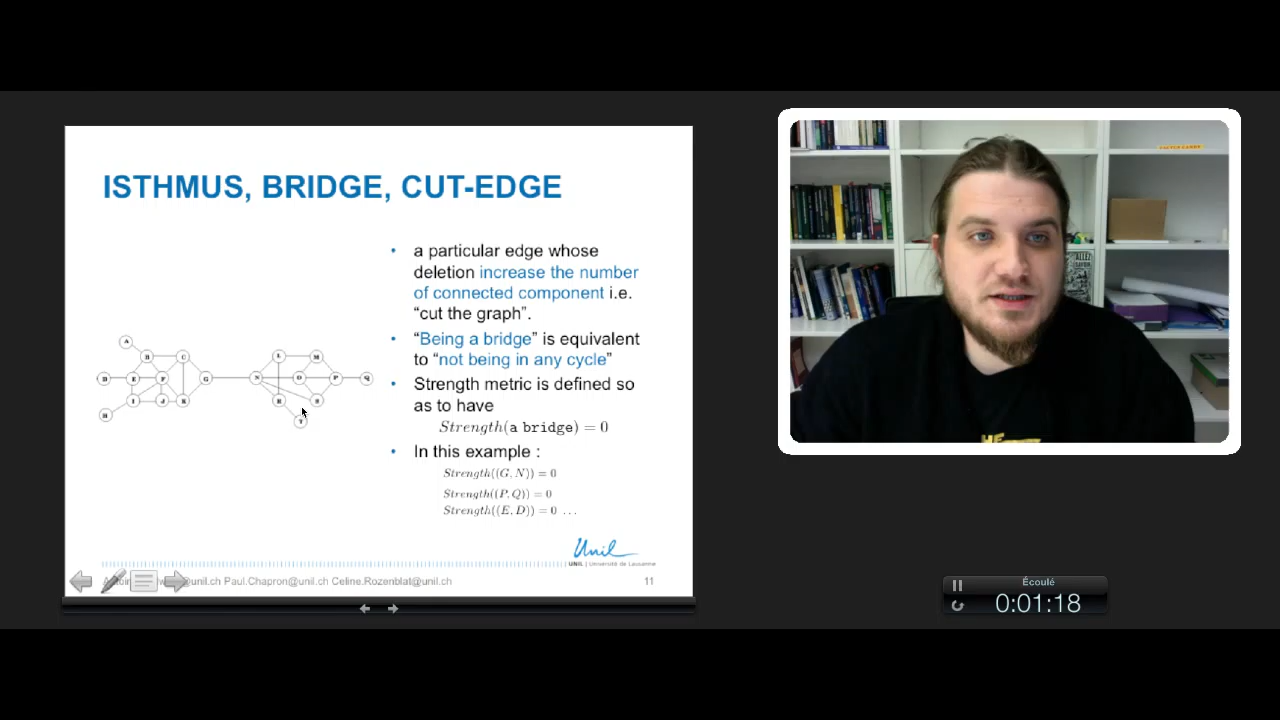 ISTHMUS, BRIDGE, CUT-EDGE
• a particular edge whose
deletion increase the number
of connected component i.e.
“cut the graph”.
• “Being a bridge” is equivalent
to “not being in any cycle”
• Strength metric is defined so
as to have
Strength(a bridge) = 0
• In this example :
Strength((G, N)) = 0
Strength((P, Q)) = 0
Strength((E, D)) = 0 ...
A
B C
D E F G
H I J K
L M
N O P Q
R S
T
Unil
UNIL | Université de Lausanne
@unil.ch Paul.Chapron@unil.ch Celine.Rozenblat@unil.ch
11
Écoulé
0:01:18